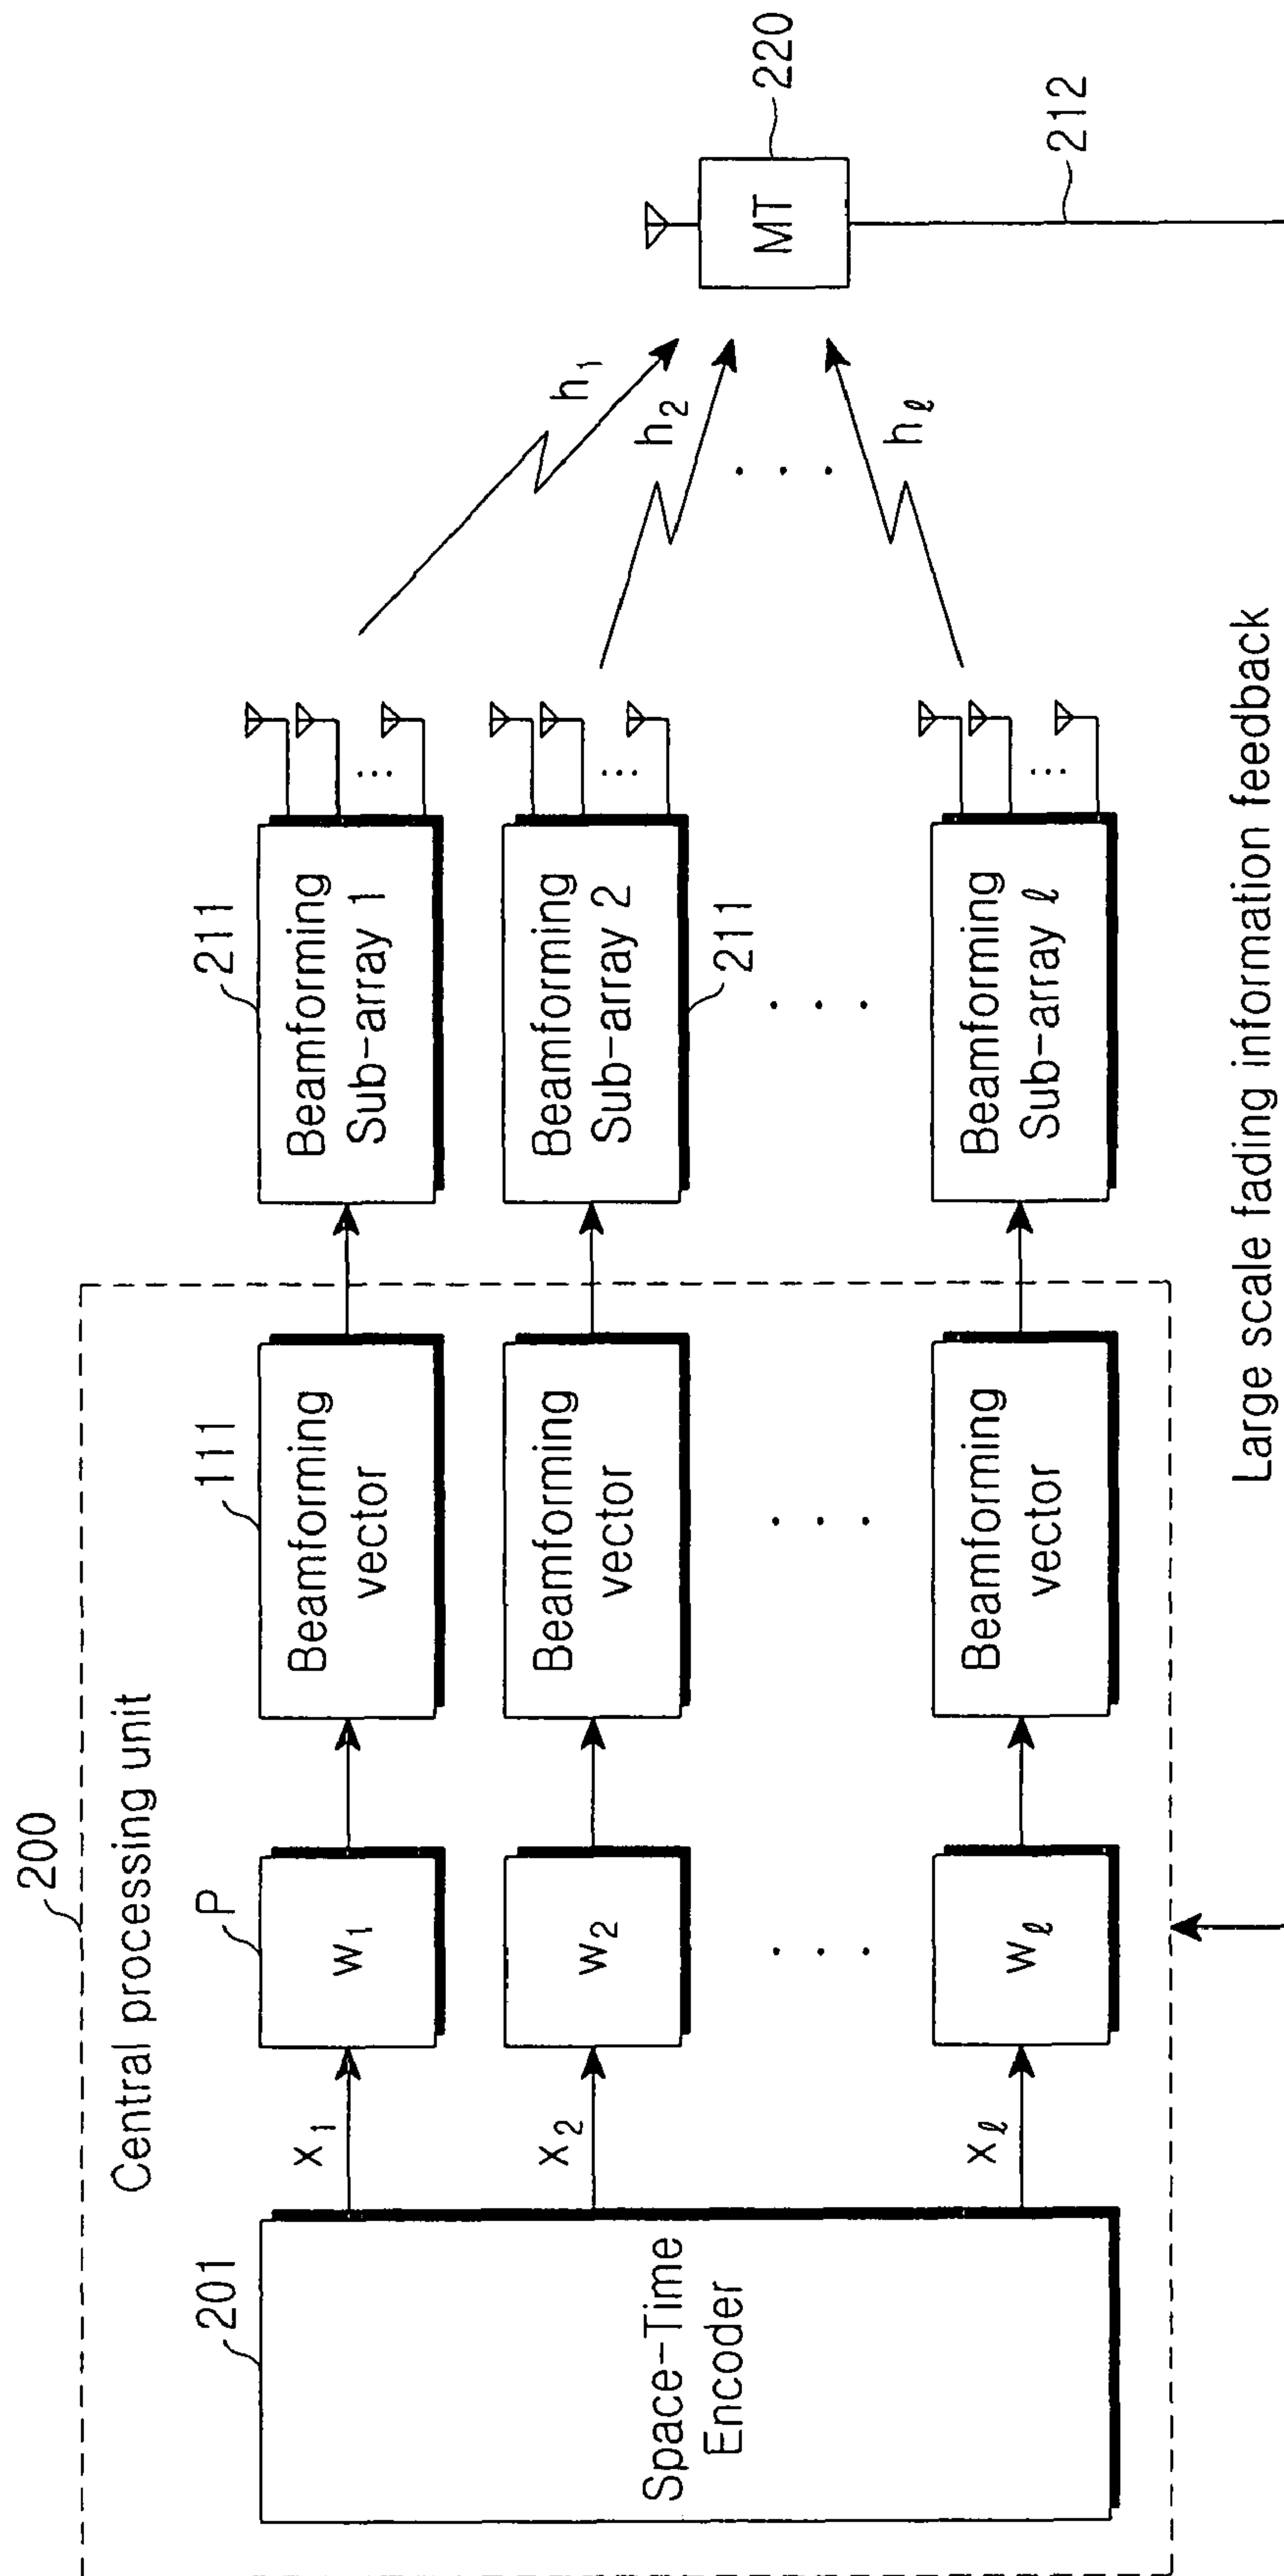 200
Central processing unit
201
Space-Time
Encoder
x1
x2
xℓ
P
w1
w2
. . .
wℓ
111
Beamforming
vector
Beamforming
vector
. . .
Beamforming
vector
211
Beamforming
Sub-array 1
Beamforming
Sub-array 2
211
. . .
Beamforming
Sub-array ℓ
...
...
...
h1
h2
. . .
hℓ
MT
220
212
Large scale fading information feedback